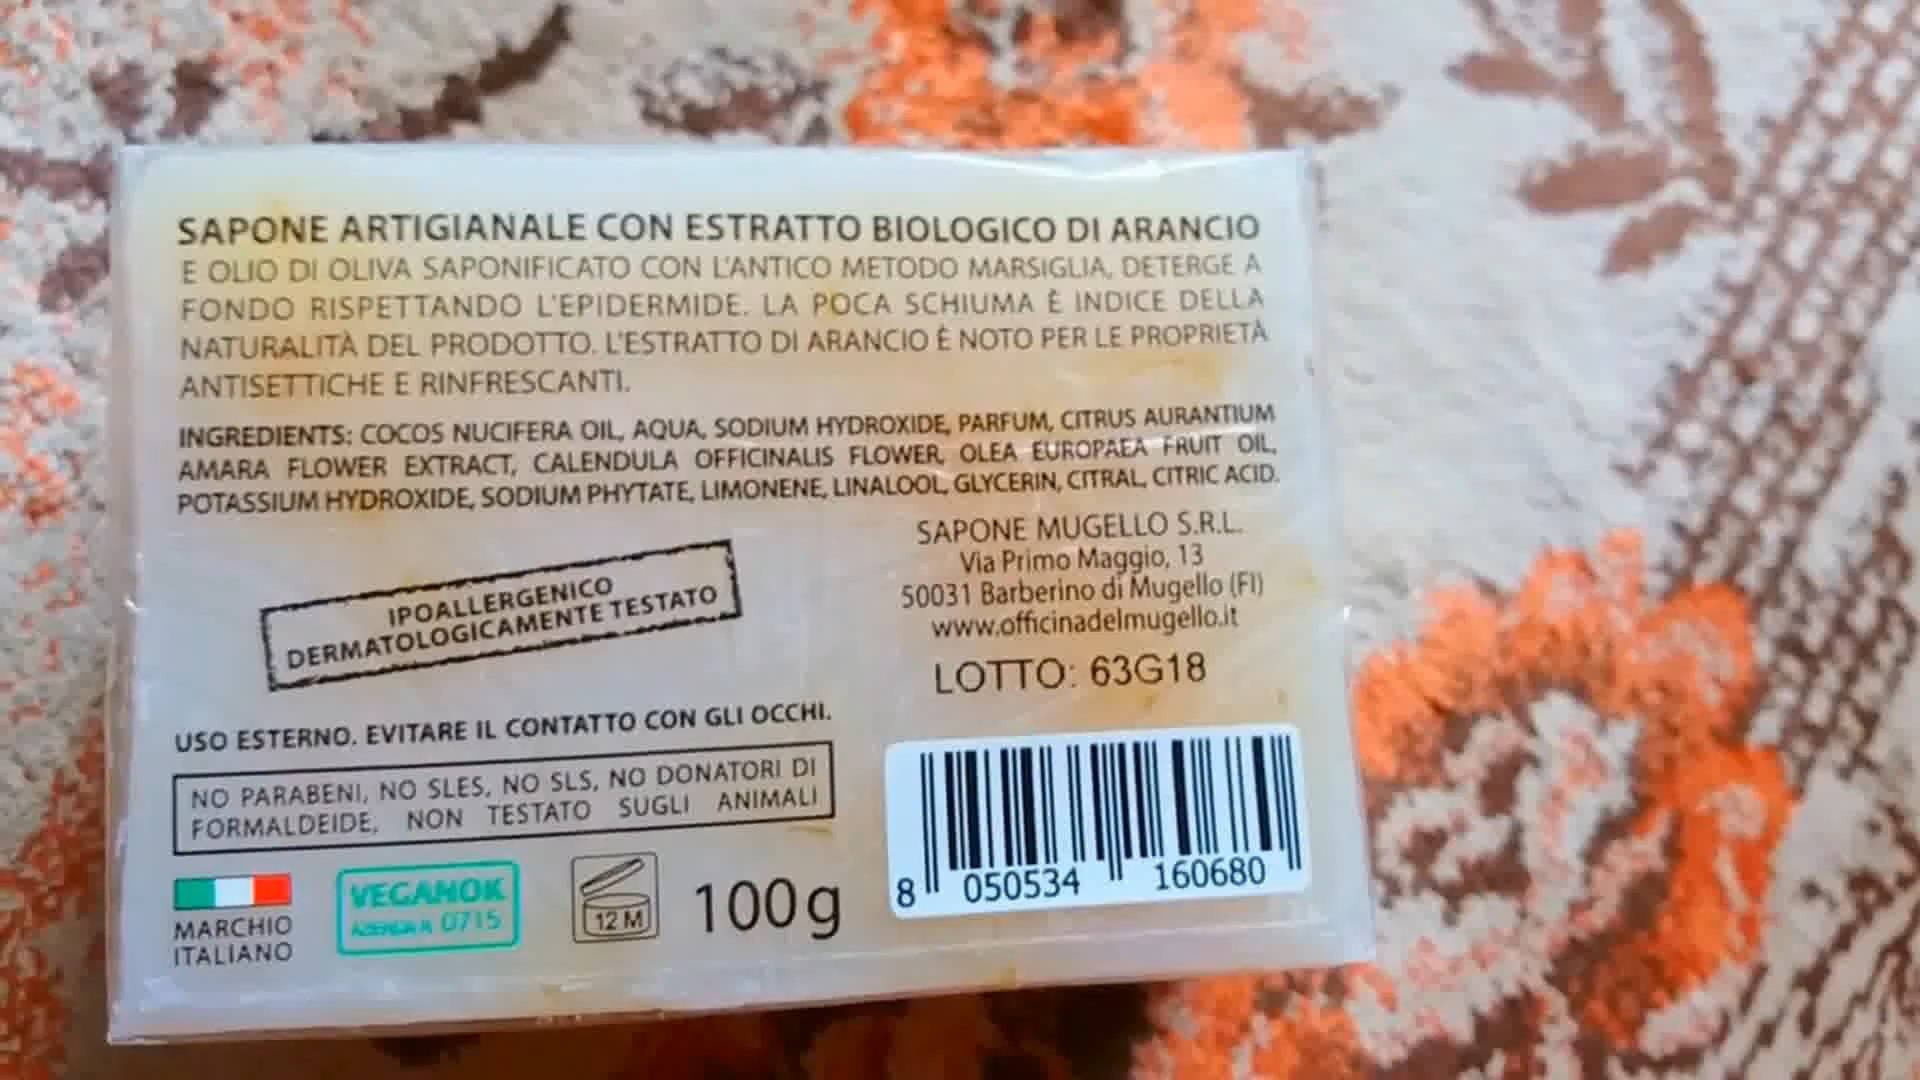 SAPONE ARTIGIANALE CON ESTRATTO BIOLOGICO DI ARANCIO
E OLIO DI OLIVA SAPONIFICATO CON L'ANTICO METODO MARSIGLIA, DETERGE A
FONDO RISPETTANDO L'EPIDERMIDE. LA POCA SCHIUMA È INDICE DELLA
NATURALITÀ DEL PRODOTTO. L'ESTRATTO DI ARANCIO È NOTO PER LE PROPRIETÀ
ANTISETTICHE E RINFRESCANTI.
INGREDIENTS: COCOS NUCIFERA OIL, AQUA, SODIUM HYDROXIDE, PARFUM, CITRUS AURANTIUM
AMARA FLOWER EXTRACT, CALENDULA OFFICINALIS FLOWER, OLEA EUROPAEA FRUIT OIL,
POTASSIUM HYDROXIDE, SODIUM PHYTATE, LIMONENE, LINALOOL, GLYCERIN, CITRAL, CITRIC ACID.
SAPONE MUGELLO S.R.L.
Via Primo Maggio, 13
50031 Barberino di Mugello (FI)
www.officinadelmugello.it
LOTTO: 63G18
IPOALLERGENICO
DERMATOLOGICAMENTE TESTATO
USO ESTERNO. EVITARE IL CONTATTO CON GLI OCCHI.
NO PARABENI, NO SLES, NO SLS, NO DONATORI DI
FORMALDEIDE, NON TESTATO SUGLI ANIMALI
MARCHIO
ITALIANO
VEGANOK
AZIENDA N. 0715
12 M
100g
8 050534 160680